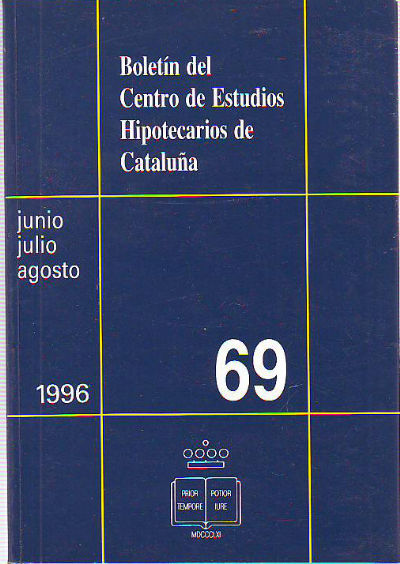 Boletín del
Centro de Estudios
Hipotecarios de
Cataluña
junio
julio
agosto
69
1996
PRIOR POTIOR
TEMPORE IURE
MDCCCLXI